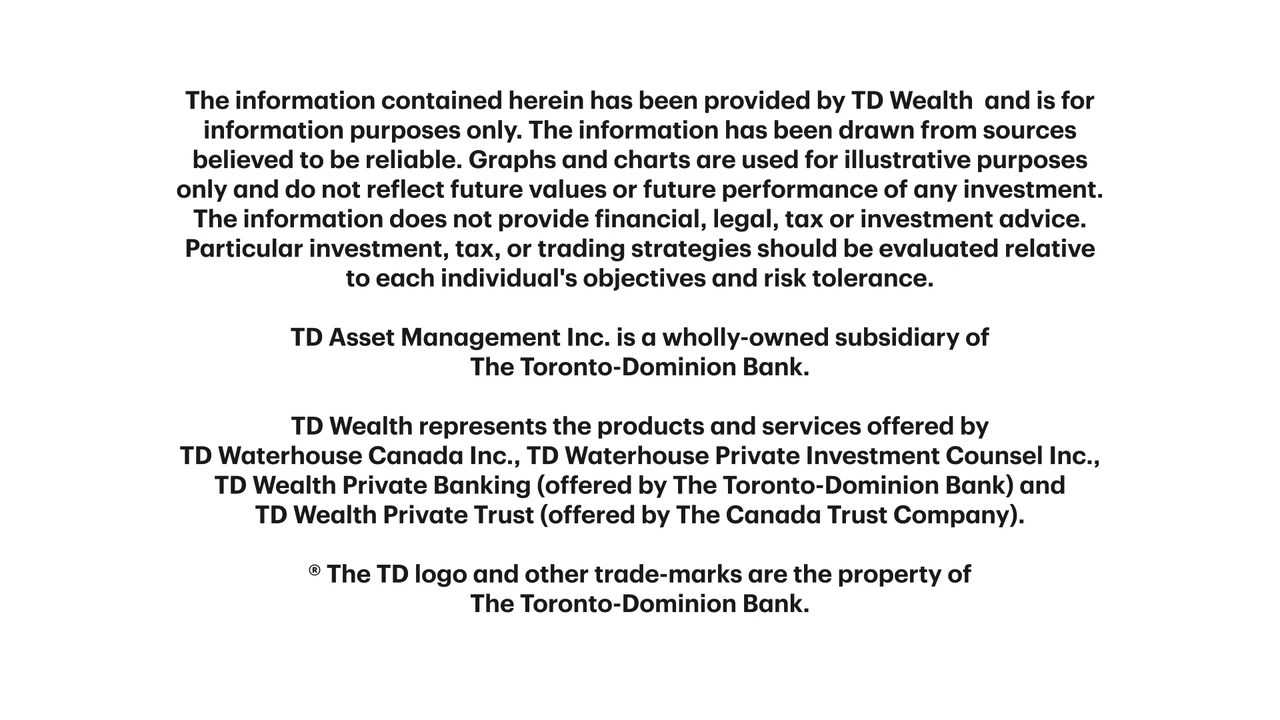 The information contained herein has been provided by TD Wealth  and is for
information purposes only. The information has been drawn from sources
believed to be reliable. Graphs and charts are used for illustrative purposes
only and do not reflect future values or future performance of any investment.
The information does not provide financial, legal, tax or investment advice.
Particular investment, tax, or trading strategies should be evaluated relative
to each individual's objectives and risk tolerance.
TD Asset Management Inc. is a wholly-owned subsidiary of
The Toronto-Dominion Bank.
TD Wealth represents the products and services offered by
TD Waterhouse Canada Inc., TD Waterhouse Private Investment Counsel Inc.,
TD Wealth Private Banking (offered by The Toronto-Dominion Bank) and
TD Wealth Private Trust (offered by The Canada Trust Company).
® The TD logo and other trade-marks are the property of
The Toronto-Dominion Bank.